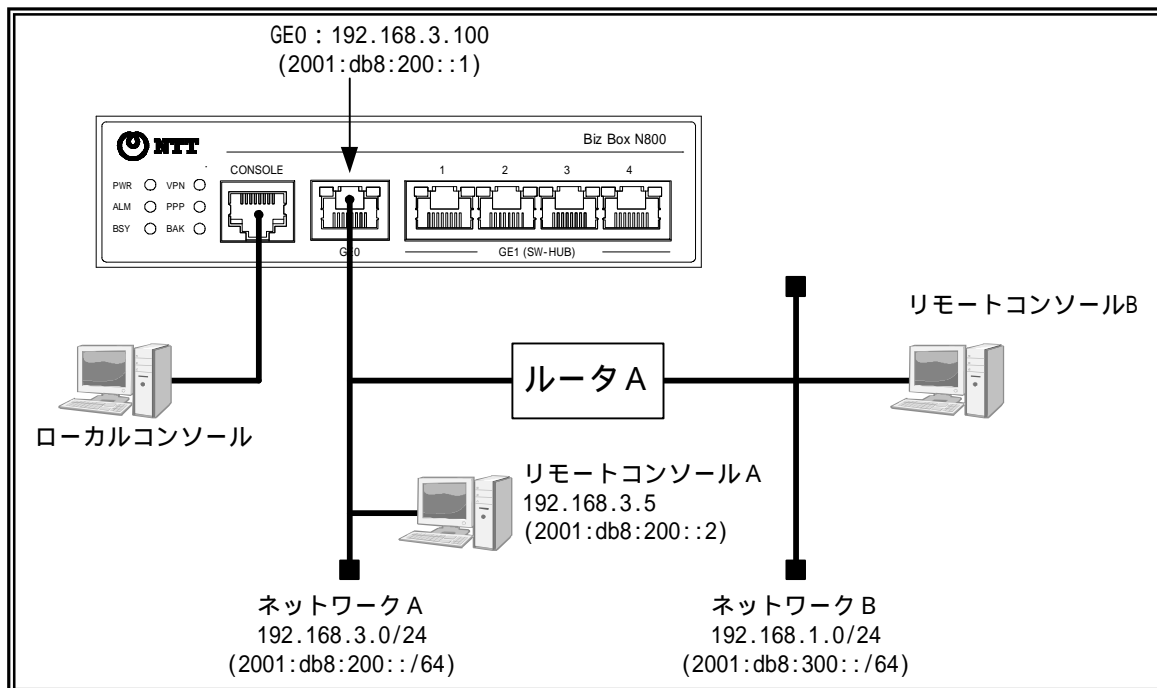 GE0：192.168.3.100
(2001:db8:200::1)
NTT
Biz Box N800
CONSOLE
1 2 3 4
PWR VPN
ALM PPP
BSY BAK
GE0
GE1 (SW-HUB)
リモートコンソールB
ルータA
ローカルコンソール
リモートコンソールA
192.168.3.5
(2001:db8:200::2)
ネットワークA
192.168.3.0/24
(2001:db8:200::/64)
ネットワークB
192.168.1.0/24
(2001:db8:300::/64)